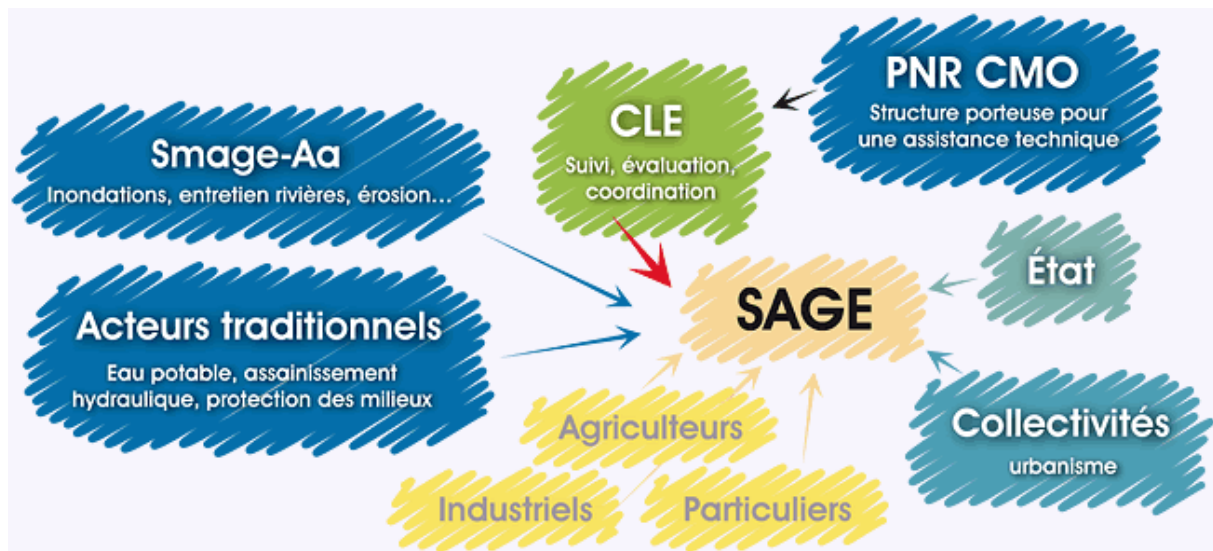 PNR CMO
Structure porteuse pour
une assistance technique
CLE
Suivi, évaluation,
coordination
Smage-Aa
Inondations, entretien rivières, érosion...
État
SAGE
Acteurs traditionnels
Eau potable, assainissement
hydraulique, protection des milieux
Agriculteurs
Collectivités
urbanisme
Industriels
Particuliers